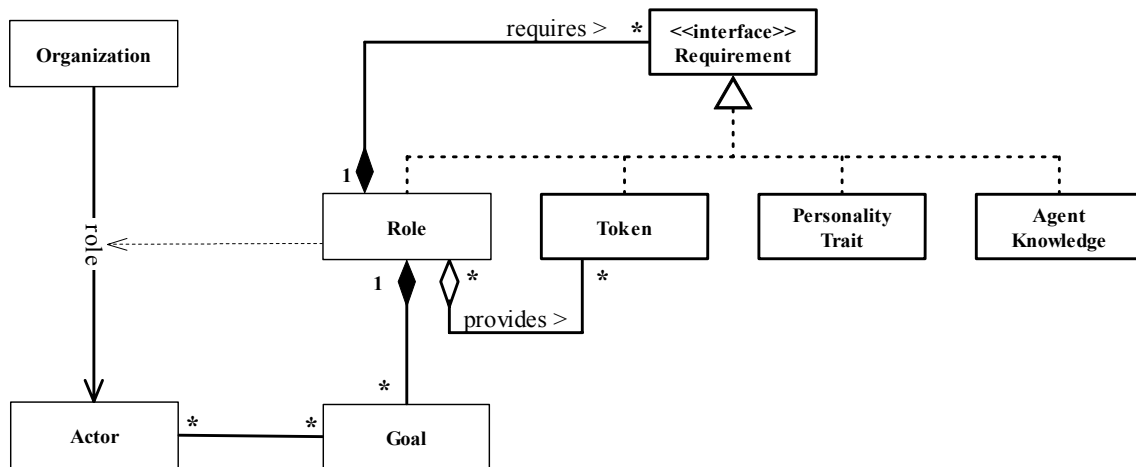 requires >
*
<<interface>>
Requirement
Organization
1
role
Role
Token
Personality
Trait
Agent
Knowledge
1
*
*
provides >
*
*
*
Actor
Goal